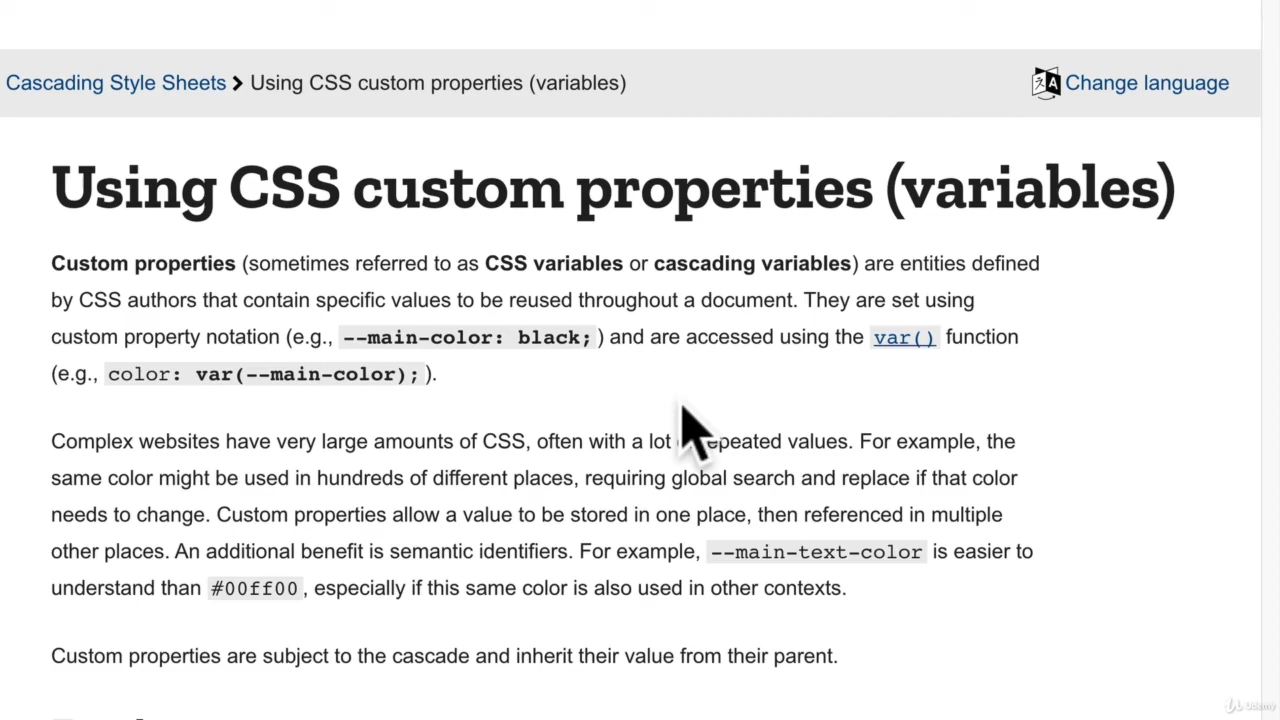 Cascading Style Sheets > Using CSS custom properties (variables)
Change language
Using CSS custom properties (variables)
Custom properties (sometimes referred to as CSS variables or cascading variables) are entities defined
by CSS authors that contain specific values to be reused throughout a document. They are set using
custom property notation (e.g., --main-color: black;) and are accessed using the var() function
(e.g., color: var(--main-color);).
Complex websites have very large amounts of CSS, often with a lot repeated values. For example, the
same color might be used in hundreds of different places, requiring global search and replace if that color
needs to change. Custom properties allow a value to be stored in one place, then referenced in multiple
other places. An additional benefit is semantic identifiers. For example, --main-text-color is easier to
understand than #00ff00, especially if this same color is also used in other contexts.
Custom properties are subject to the cascade and inherit their value from their parent.
Udemy